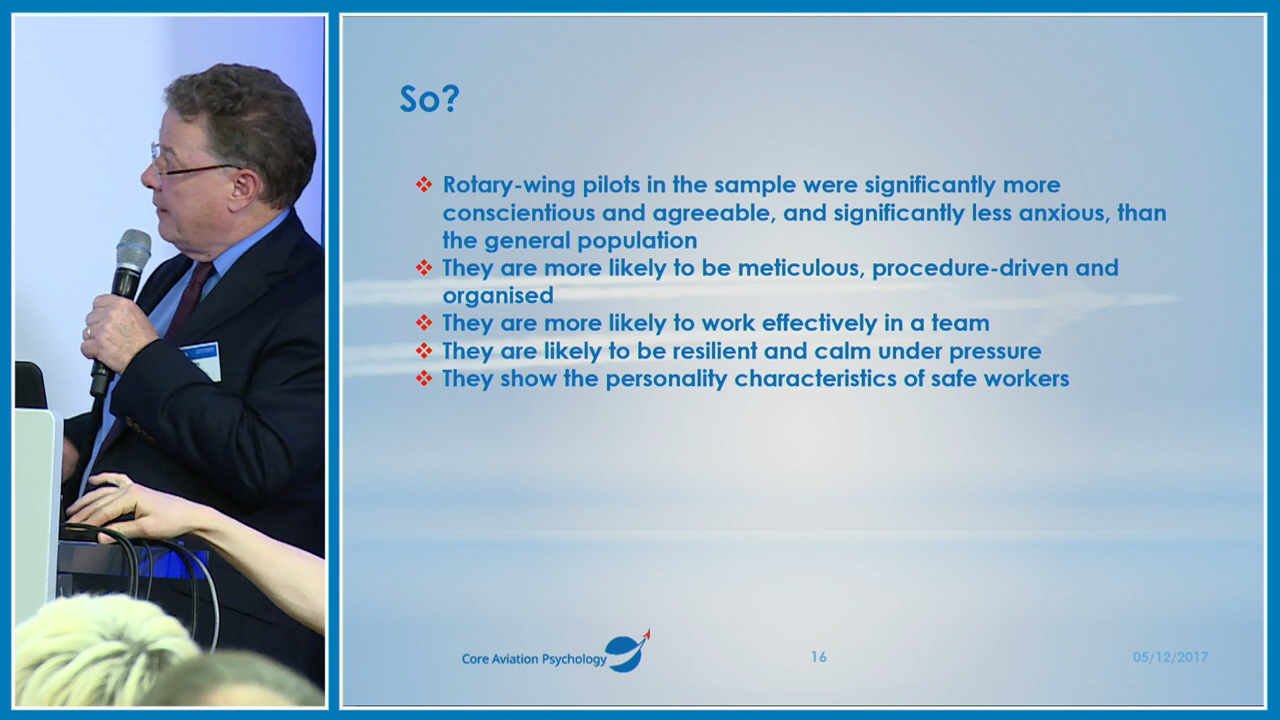 So?
Rotary-wing pilots in the sample were significantly more
conscientious and agreeable, and significantly less anxious, than
the general population
They are more likely to be meticulous, procedure-driven and
organised
They are more likely to work effectively in a team
They are likely to be resilient and calm under pressure
They show the personality characteristics of safe workers
Core Aviation Psychology
16
05/12/2017